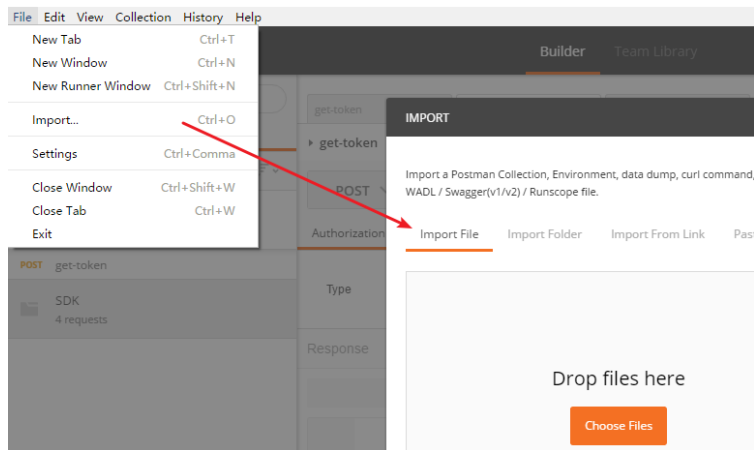 File Edit View Collection History Help
New Tab Ctrl+T
New Window Ctrl+N
New Runner Window Ctrl+Shift+N
Import... Ctrl+O
Settings Ctrl+Comma
Close Window Ctrl+Shift+W
Close Tab Ctrl+W
Exit
Builder Team Library
get-token
get-token
POST
Authorization
Type
Response
POST get-token
SDK
4 requests
IMPORT
Import a Postman Collection, Environment, data dump, curl command,
WADL / Swagger(v1/v2) / Runscope file.
Import File Import Folder Import From Link Pas
Drop files here
Choose Files